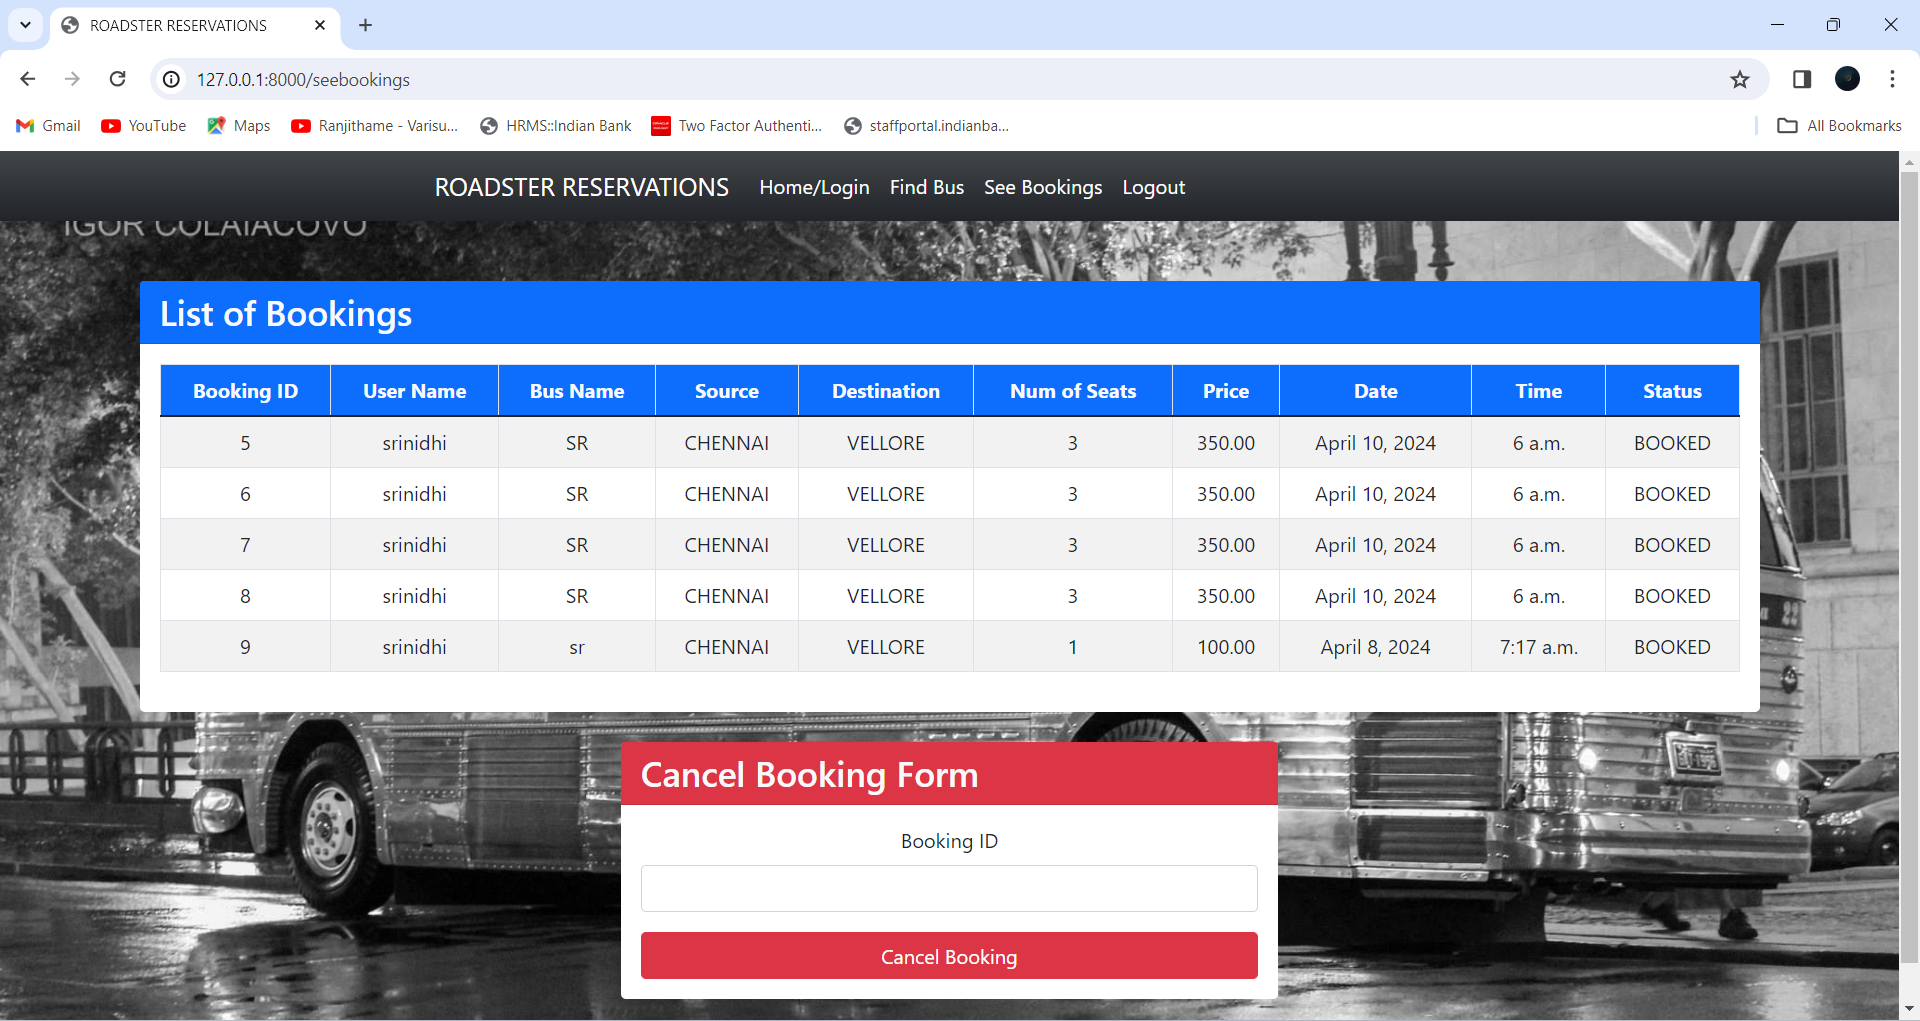 ROADSTER RESERVATIONS
127.0.0.1:8000/seebookings
Gmail YouTube Maps Ranjithame - Varisu... HRMS::Indian Bank Two Factor Authenti... staffportal.indianba... All Bookmarks
ROADSTER RESERVATIONS Home/Login Find Bus See Bookings Logout
IGOR COLAIACOVO
List of Bookings
Booking ID User Name Bus Name Source Destination Num of Seats Price Date Time Status
5 srinidhi SR CHENNAI VELLORE 3 350.00 April 10, 2024 6 a.m. BOOKED
6 srinidhi SR CHENNAI VELLORE 3 350.00 April 10, 2024 6 a.m. BOOKED
7 srinidhi SR CHENNAI VELLORE 3 350.00 April 10, 2024 6 a.m. BOOKED
8 srinidhi SR CHENNAI VELLORE 3 350.00 April 10, 2024 6 a.m. BOOKED
9 srinidhi sr CHENNAI VELLORE 1 100.00 April 8, 2024 7:17 a.m. BOOKED
Cancel Booking Form
Booking ID
Cancel Booking